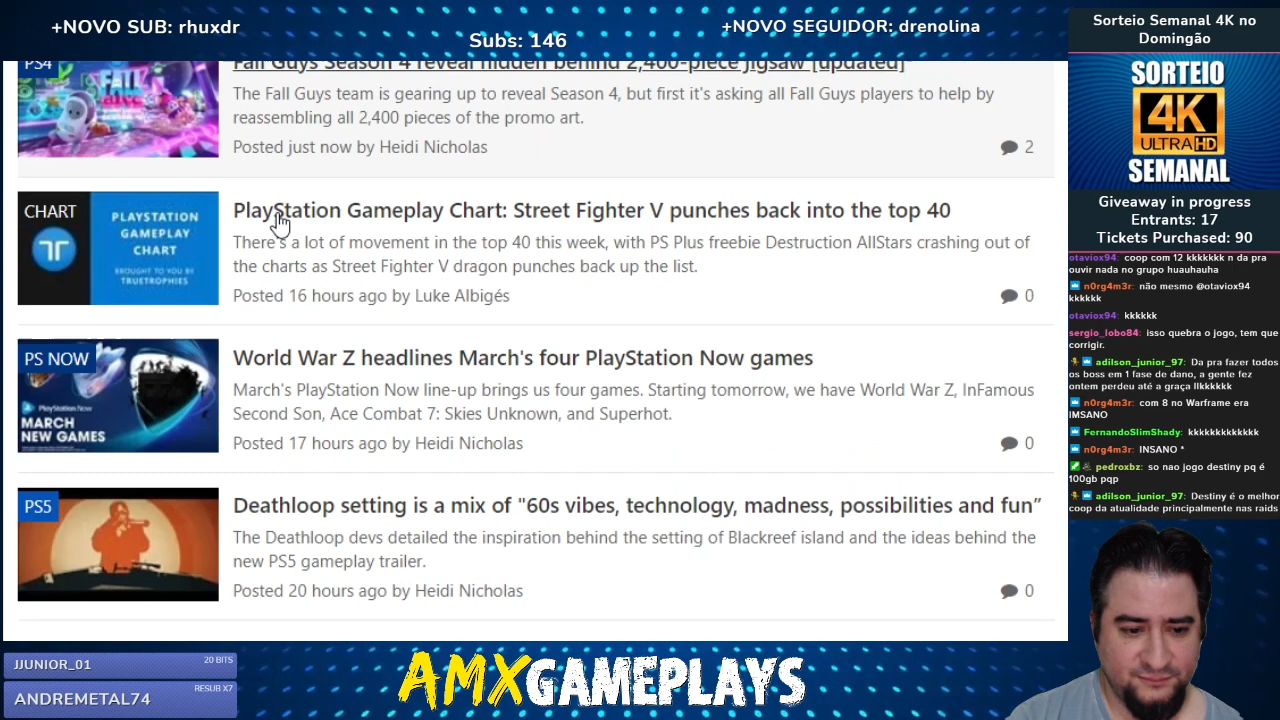 +NOVO SUB: rhuxdr
Subs: 146
+NOVO SEGUIDOR: drenolina
Sorteio Semanal 4K no
Domingão
SORTEIO
4K
ULTRA HD
SEMANAL
Giveaway in progress
Entrants: 17
Tickets Purchased: 90
PS4
Fall Guys Season 4 reveal hidden behind 2,400-piece jigsaw [updated]
The Fall Guys team is gearing up to reveal Season 4, but first it's asking all Fall Guys players to help by
reassembling all 2,400 pieces of the promo art.
Posted just now by Heidi Nicholas
2
CHART
PLAYSTATION
GAMEPLAY
CHART
BROUGHT TO YOU BY
TRUETROPHIES
PlayStation Gameplay Chart: Street Fighter V punches back into the top 40
There's a lot of movement in the top 40 this week, with PS Plus freebie Destruction AllStars crashing out of
the charts as Street Fighter V dragon punches back up the list.
Posted 16 hours ago by Luke Albigés
0
PS NOW
PlayStation Now
MARCH
NEW GAMES
World War Z headlines March's four PlayStation Now games
March's PlayStation Now line-up brings us four games. Starting tomorrow, we have World War Z, InFamous
Second Son, Ace Combat 7: Skies Unknown, and Superhot.
Posted 17 hours ago by Heidi Nicholas
0
PS5
Deathloop setting is a mix of "60s vibes, technology, madness, possibilities and fun”
The Deathloop devs detailed the inspiration behind the setting of Blackreef island and the ideas behind the
new PS5 gameplay trailer.
Posted 20 hours ago by Heidi Nicholas
0
otaviox94: coop com 12 kkkkkkk n da pra
ouvir nada no grupo huauhauha
n0rg4m3r: não mesmo @otaviox94
kkkkkk
otaviox94: kkkkkk
sergio_lobo84: isso quebra o jogo, tem que
corrigir.
adilson_junior_97: Da pra fazer todos
os boss em 1 fase de dano, a gente fez
ontem perdeu até a graça llkkkkkk
n0rg4m3r: com 8 no Warframe era
IMSANO
FernandoSlimShady: kkkkkkkkkkkkk
n0rg4m3r: INSANO *
pedroxbz: so nao jogo destiny pq é
100gb pqp
adilson_junior_97: Destiny é o melhor
coop da atualidade principalmente nas raids
JJUNIOR_01
20 BITS
ANDREMETAL74
RESUB X7
AMXGAMEPLAYS